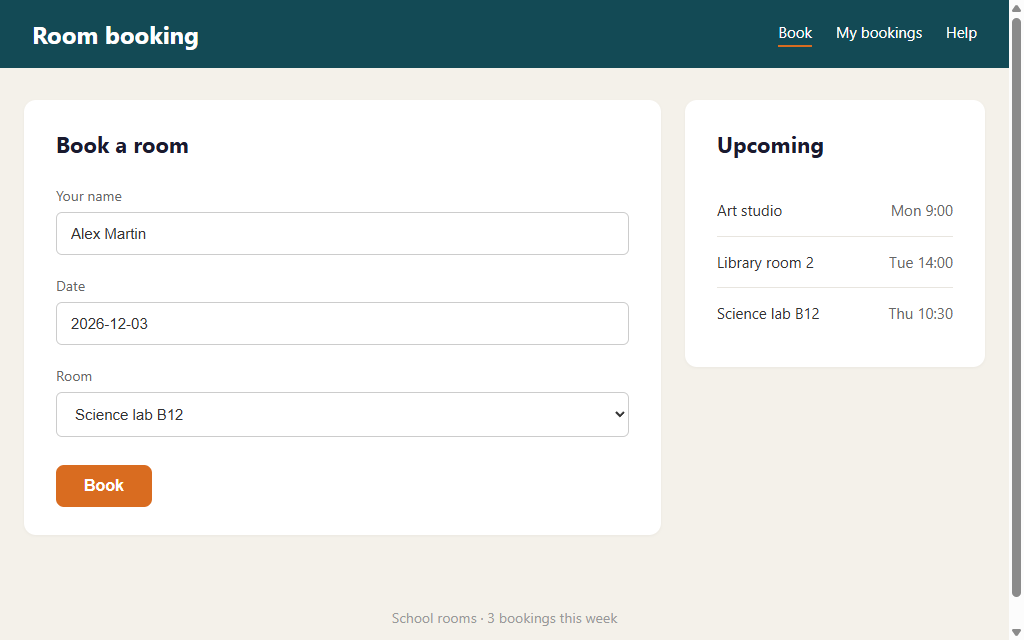 Room booking
Book
My bookings
Help
Book a room
Your name
Alex Martin
Date
2026-12-03
Room
Science lab B12
Book
Upcoming
Art studio Mon 9:00
Library room 2 Tue 14:00
Science lab B12 Thu 10:30
School rooms · 3 bookings this week